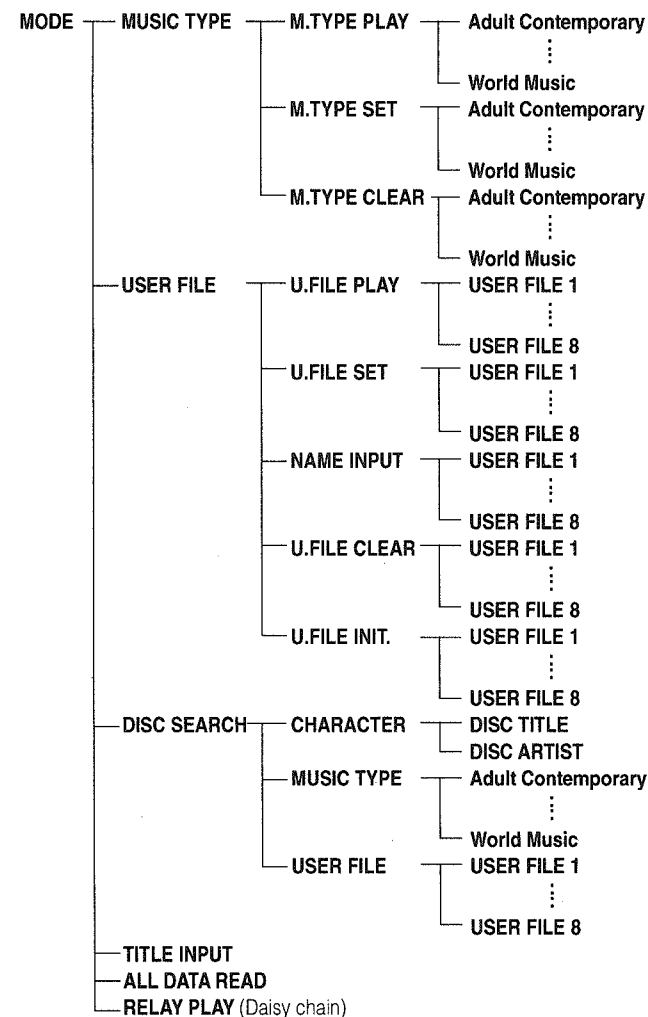 MODE MUSIC TYPE M.TYPE PLAY Adult Contemporary
World Music
M.TYPE SET Adult Contemporary
World Music
M.TYPE CLEAR Adult Contemporary
World Music
USER FILE U.FILE PLAY USER FILE 1
USER FILE 8
U.FILE SET USER FILE 1
USER FILE 8
NAME INPUT USER FILE 1
USER FILE 8
U.FILE CLEAR USER FILE 1
USER FILE 8
U.FILE INIT. USER FILE 1
USER FILE 8
DISC SEARCH CHARACTER DISC TITLE
DISC ARTIST
MUSIC TYPE Adult Contemporary
World Music
USER FILE USER FILE 1
USER FILE 8
TITLE INPUT
ALL DATA READ
RELAY PLAY (Daisy chain)